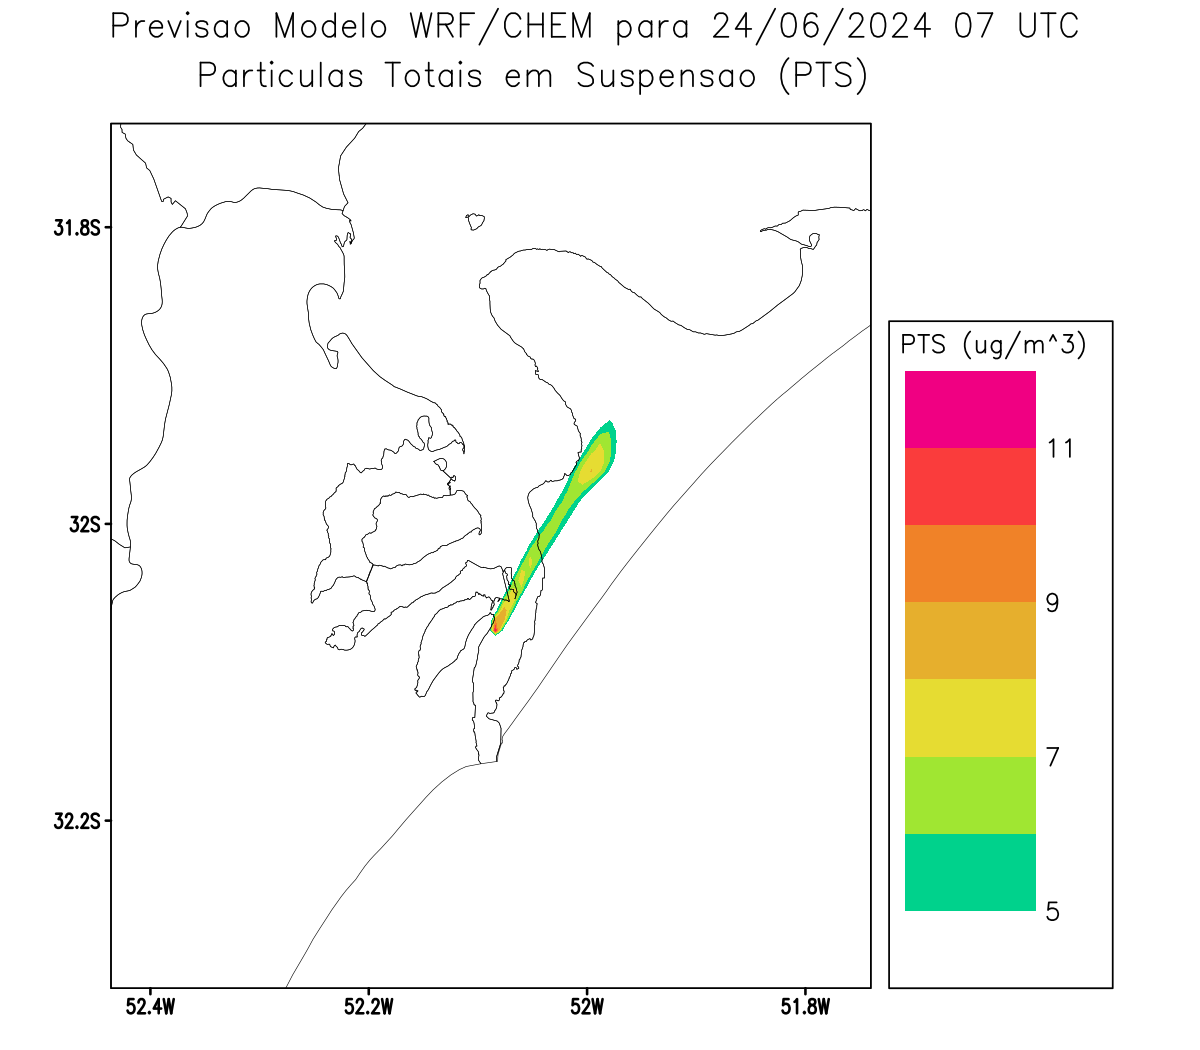 Previsao Modelo WRF/CHEM para 24/06/2024 07 UTC
Particulas Totais em Suspensao (PTS)
31.8S
32S
32.2S
52.4W
52.2W
52W
51.8W
PTS (ug/m^3)
11
9
7
5